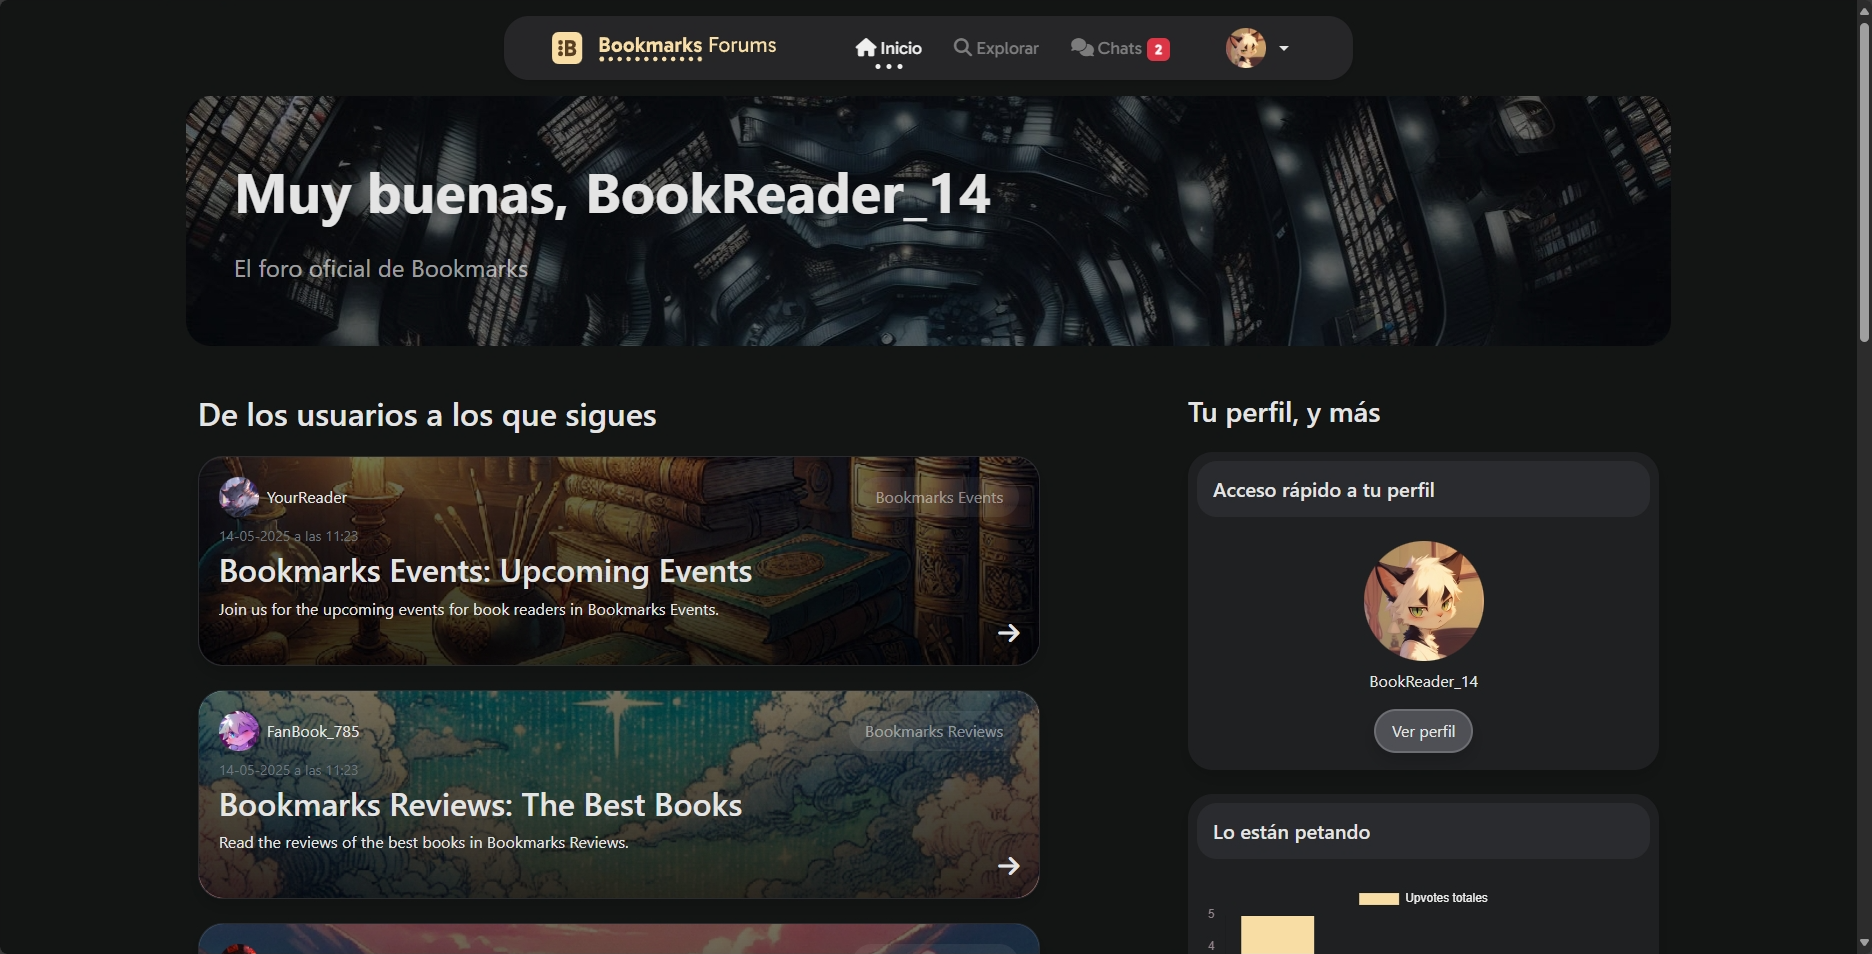 :B Bookmarks Forums
Inicio
Explorar
Chats 2
Muy buenas, BookReader_14
El foro oficial de Bookmarks
De los usuarios a los que sigues
YourReader
Bookmarks Events
14-05-2025 a las 11:23
Bookmarks Events: Upcoming Events
Join us for the upcoming events for book readers in Bookmarks Events.
FanBook_785
Bookmarks Reviews
14-05-2025 a las 11:23
Bookmarks Reviews: The Best Books
Read the reviews of the best books in Bookmarks Reviews.
Tu perfil, y más
Acceso rápido a tu perfil
BookReader_14
Ver perfil
Lo están petando
Upvotes totales
5
4